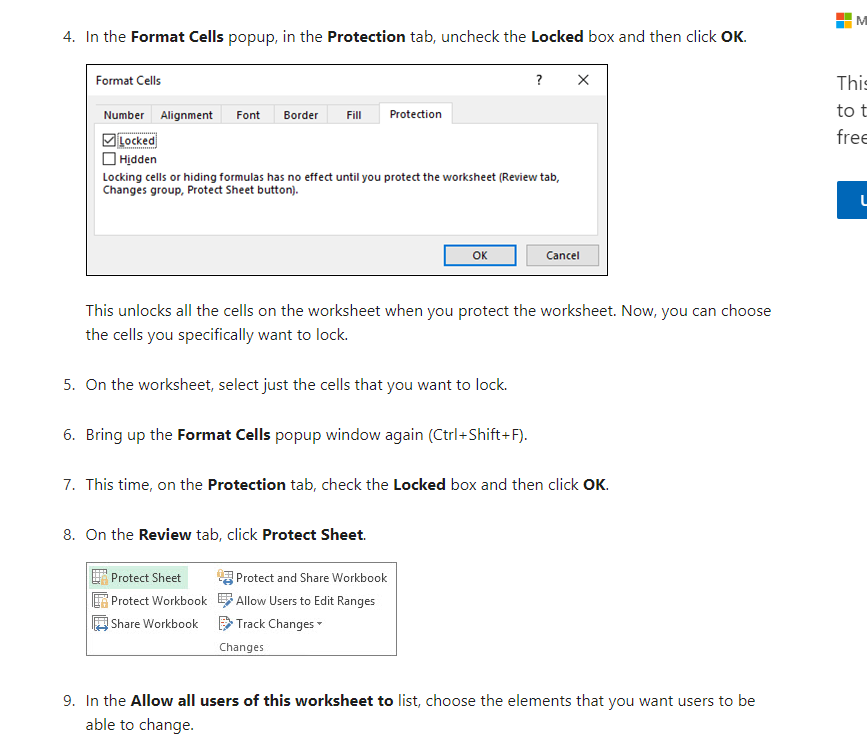 4. In the Format Cells popup, in the Protection tab, uncheck the Locked box and then click OK.
Format Cells ?
Number Alignment Font Border Fill Protection
Locked
Hidden
Locking cells or hiding formulas has no effect until you protect the worksheet (Review tab,
Changes group, Protect Sheet button).
OK Cancel
This unlocks all the cells on the worksheet when you protect the worksheet. Now, you can choose
the cells you specifically want to lock.
5. On the worksheet, select just the cells that you want to lock.
6. Bring up the Format Cells popup window again (Ctrl+Shift+F).
7. This time, on the Protection tab, check the Locked box and then click OK.
8. On the Review tab, click Protect Sheet.
Protect Sheet Protect and Share Workbook
Protect Workbook Allow Users to Edit Ranges
Share Workbook Track Changes
Changes
9. In the Allow all users of this worksheet to list, choose the elements that you want users to be
able to change.
to